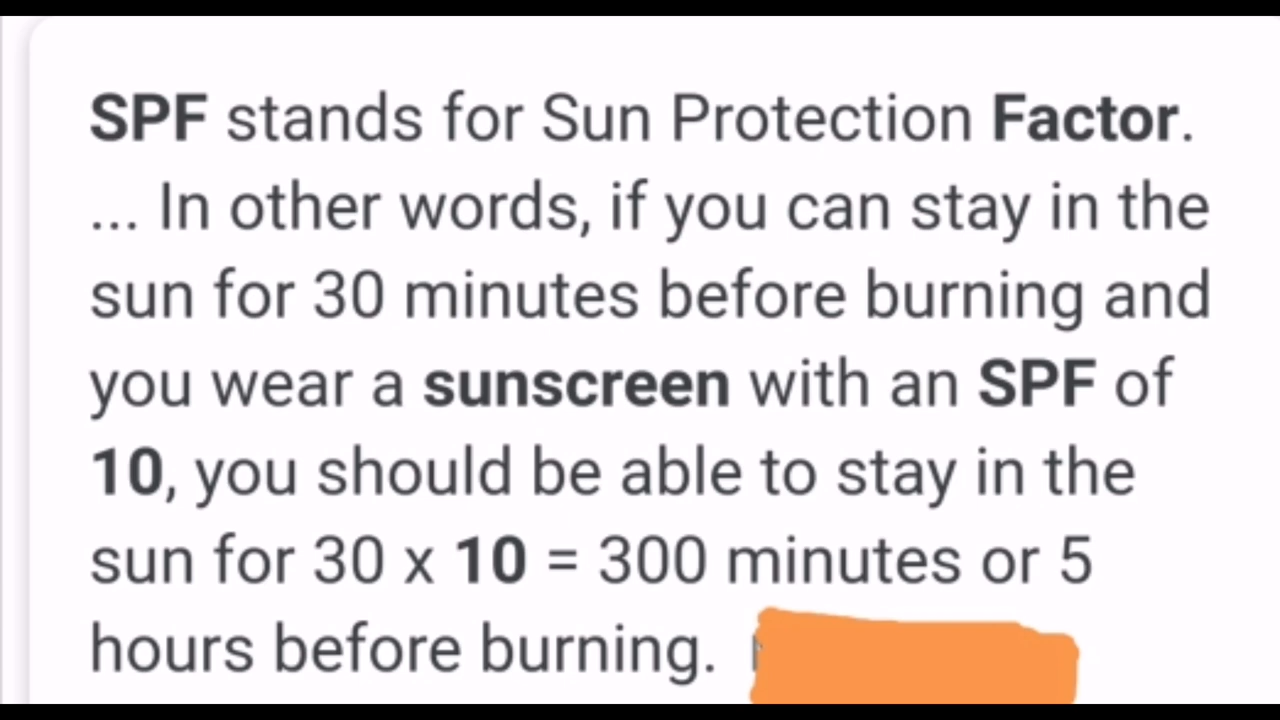 SPF stands for Sun Protection Factor.
... In other words, if you can stay in the
sun for 30 minutes before burning and
you wear a sunscreen with an SPF of
10, you should be able to stay in the
sun for 30 x 10 = 300 minutes or 5
hours before burning.